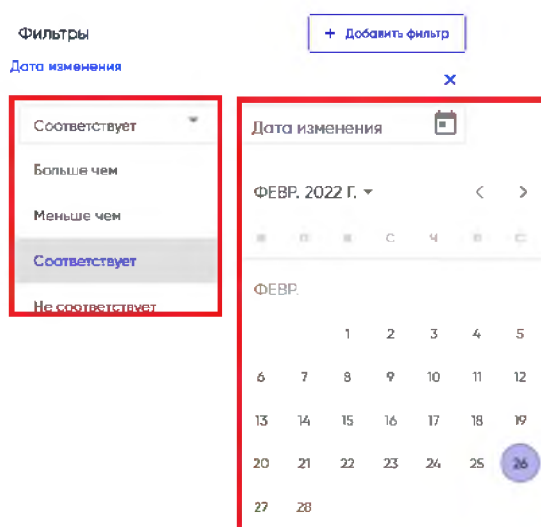 Фильтры
+ Добавить фильтр
Дата изменения
×
Соответствует
Больше чем
Меньше чем
Соответствует
Не соответствует
Дата изменения
ФЕВР. 2022 Г.
< >
С Ч
ФЕВР.
1 2 3 4 5
6 7 8 9 10 11 12
13 14 15 16 17 18 19
20 21 22 23 24 25 26
27 28